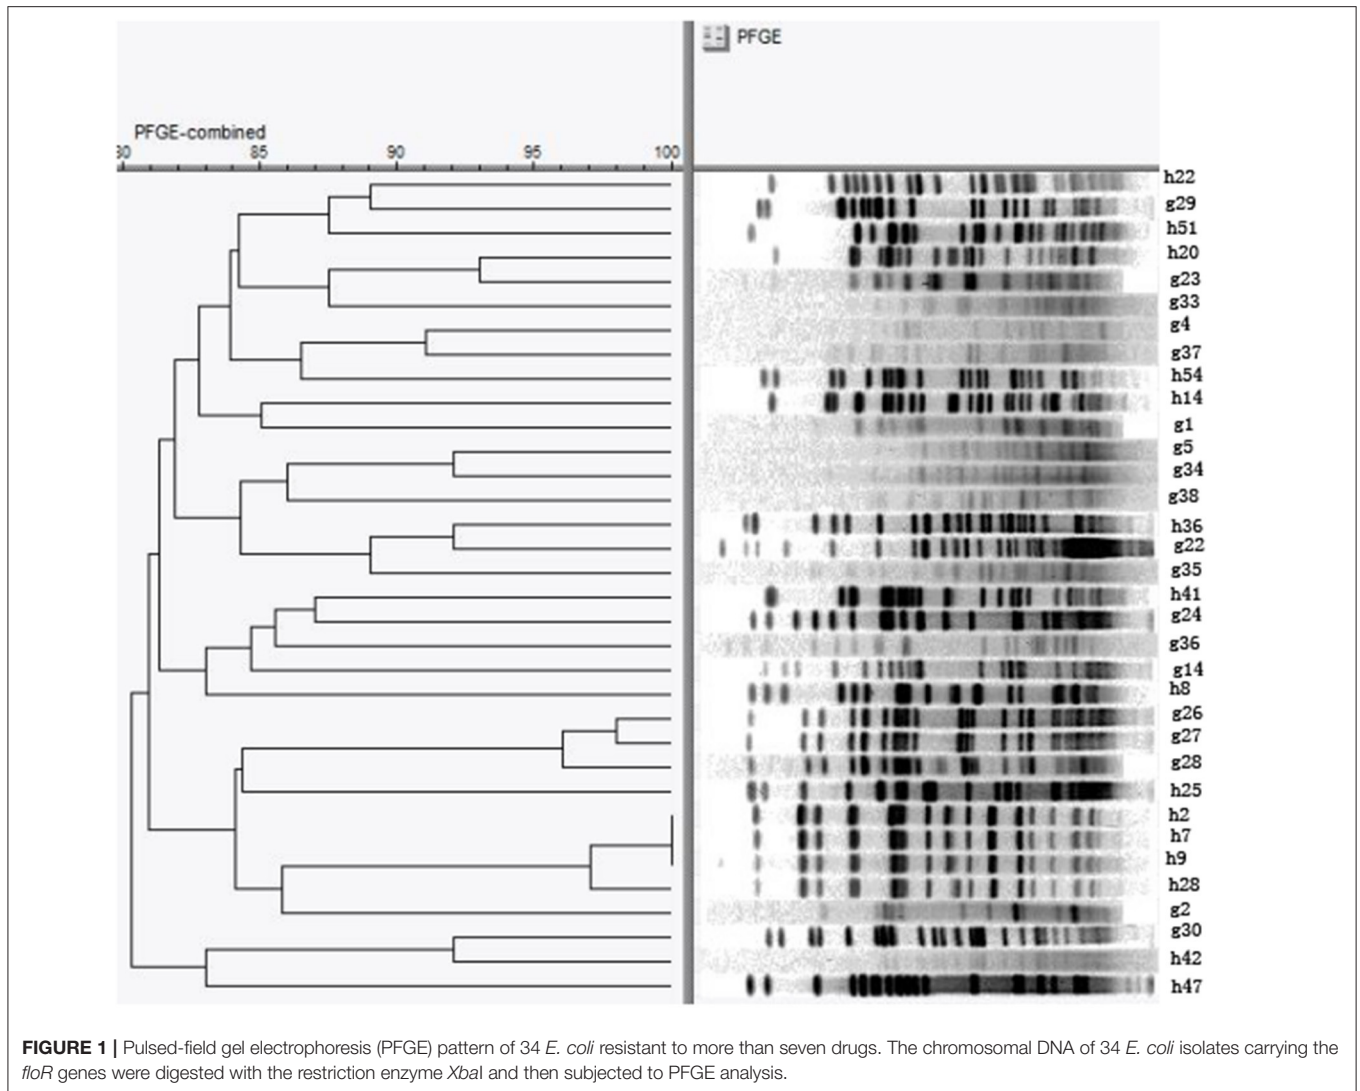 PFGE
PFGE-combined
80 85 90 95 100
h22
g29
h51
h20
g23
g33
g4
g37
h54
h14
g1
g5
g34
g38
h36
g22
g35
h41
g24
g36
g14
h8
g26
g27
g28
h25
h2
h7
h9
h28
g2
g30
h42
h47
FIGURE 1 | Pulsed-field gel electrophoresis (PFGE) pattern of 34 E. coli resistant to more than seven drugs. The chromosomal DNA of 34 E. coli isolates carrying the
floR genes were digested with the restriction enzyme XbaI and then subjected to PFGE analysis.